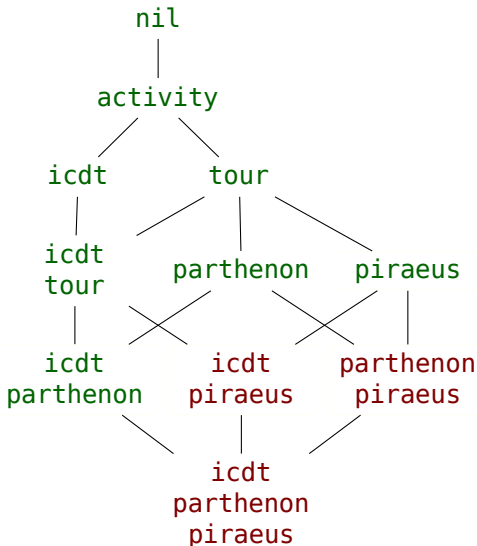 nil
activity
icdt
tour
icdt
tour
parthenon
piraeus
icdt
parthenon
icdt
piraeus
parthenon
piraeus
icdt
parthenon
piraeus